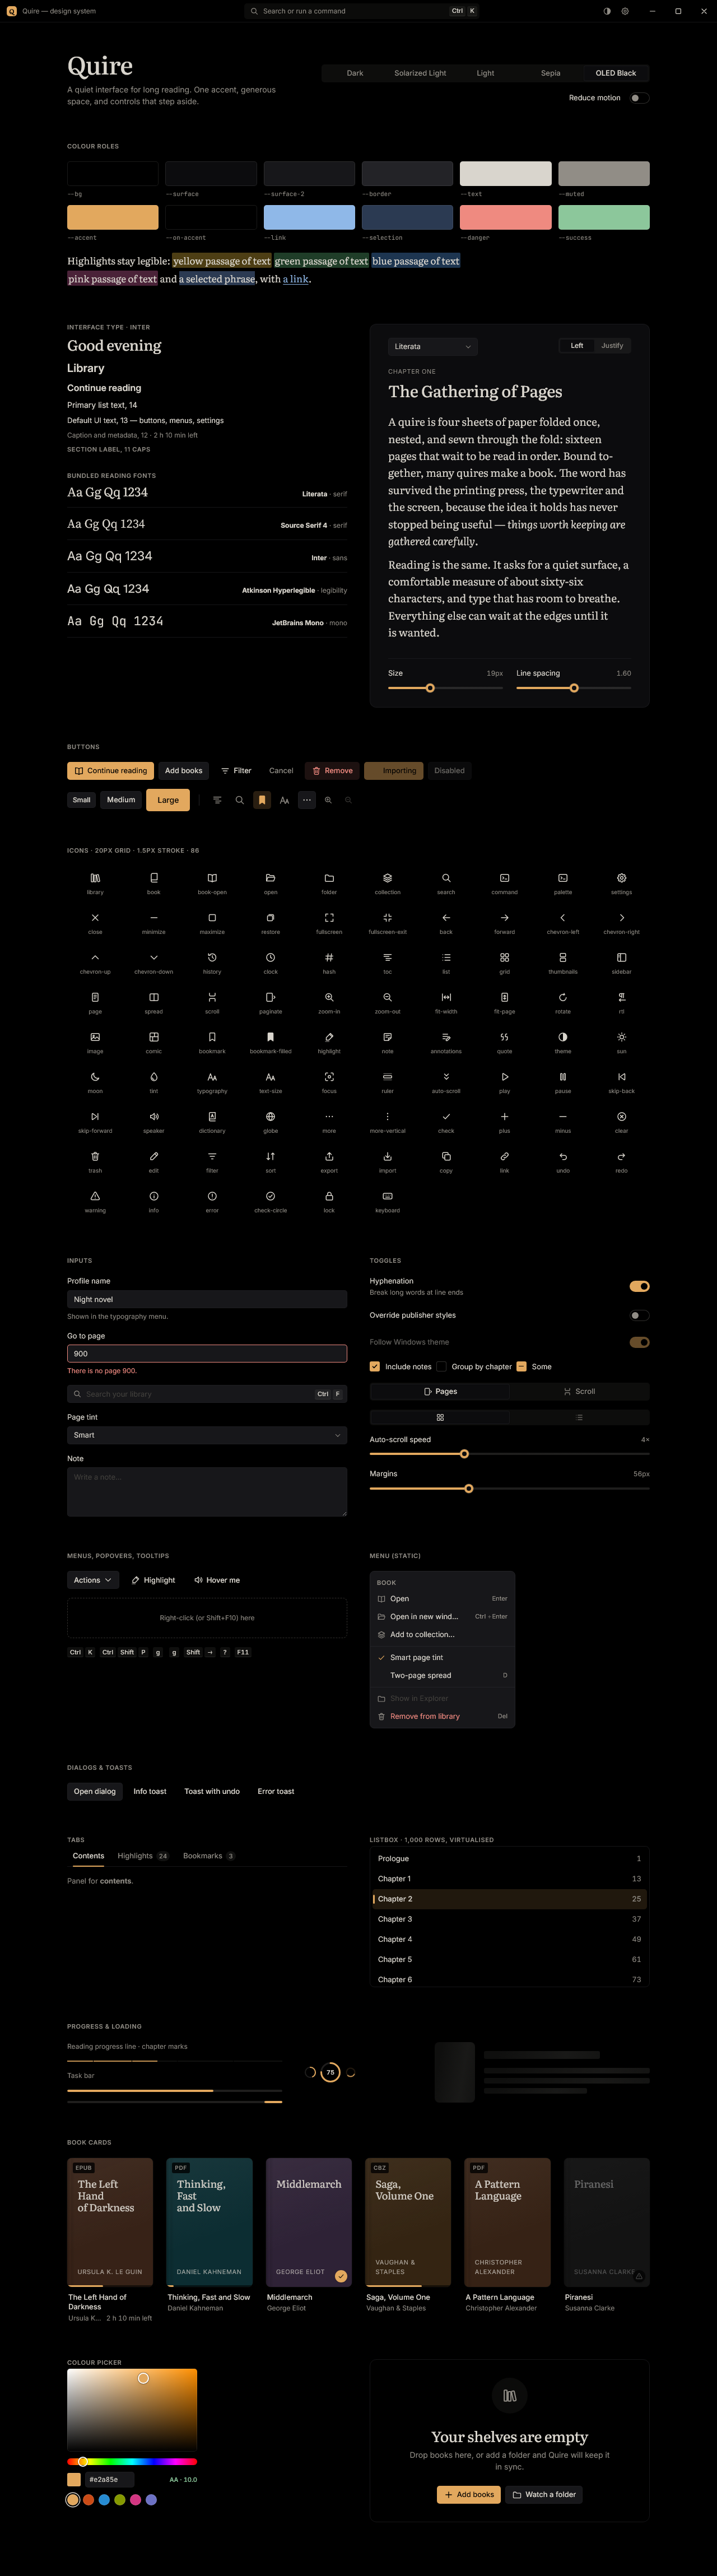 Quire — design system
Search or run a command
Ctrl K
Quire
A quiet interface for long reading. One accent, generous
space, and controls that step aside.
Dark Solarized Light Light Sepia OLED Black
Reduce motion
COLOUR ROLES
--bg --surface --surface-2 --border --text --muted
--accent --on-accent --link --selection --danger --success
Highlights stay legible: yellow passage of text green passage of text blue passage of text
pink passage of text and a selected phrase, with a link.
INTERFACE TYPE · INTER
Good evening
Library
Continue reading
Primary list text, 14
Default UI text, 13 — buttons, menus, settings
Caption and metadata, 12 · 2 h 10 min left
SECTION LABEL, 11 CAPS
BUNDLED READING FONTS
Aa Gg Qq 1234 Literata · serif
Aa Gg Qq 1234 Source Serif 4 · serif
Aa Gg Qq 1234 Inter · sans
Aa Gg Qq 1234 Atkinson Hyperlegible · legibility
Aa Gg Qq 1234 JetBrains Mono · mono
Literata
Left Justify
CHAPTER ONE
The Gathering of Pages
A quire is four sheets of paper folded once,
nested, and sewn through the fold: sixteen
pages that wait to be read in order. Bound to-
gether, many quires make a book. The word has
survived the printing press, the typewriter and
the screen, because the idea it holds has never
stopped being useful — things worth keeping are
gathered carefully.
Reading is the same. It asks for a quiet surface, a
comfortable measure of about sixty-six
characters, and type that has room to breathe.
Everything else can wait at the edges until it
is wanted.
Size 19px Line spacing 1.60
BUTTONS
Continue reading Add books Filter Cancel Remove Importing Disabled
Small Medium Large
ICONS · 20PX GRID · 1.5PX STROKE · 86
library book book-open open folder collection search command palette settings
close minimize maximize restore fullscreen fullscreen-exit back forward chevron-left chevron-right
chevron-up chevron-down history clock hash toc list grid thumbnails sidebar
page spread scroll paginate zoom-in zoom-out fit-width fit-page rotate rtl
image comic bookmark bookmark-filled highlight note annotations quote theme sun
moon tint typography text-size focus ruler auto-scroll play pause skip-back
skip-forward speaker dictionary globe more more-vertical check plus minus clear
trash edit filter sort export import copy link undo redo
warning info error check-circle lock keyboard
INPUTS
Profile name
Night novel
Shown in the typography menu.
Go to page
900
There is no page 900.
Search your library
Ctrl F
Page tint
Smart
Note
Write a note...
TOGGLES
Hyphenation
Break long words at line ends
Override publisher styles
Follow Windows theme
Include notes Group by chapter Some
Pages Scroll
Auto-scroll speed 4×
Margins 56px
MENUS, POPOVERS, TOOLTIPS
Actions Highlight Hover me
Right-click (or Shift+F10) here
Ctrl K Ctrl Shift P g g Shift → ? F11
MENU (STATIC)
BOOK
Open Enter
Open in new wind... Ctrl+Enter
Add to collection...
Smart page tint
Two-page spread D
Show in Explorer
Remove from library Del
DIALOGS & TOASTS
Open dialog Info toast Toast with undo Error toast
TABS
Contents Highlights 24 Bookmarks 3
Panel for contents.
LISTBOX · 1,000 ROWS, VIRTUALISED
Prologue 1
Chapter 1 13
Chapter 2 25
Chapter 3 37
Chapter 4 49
Chapter 5 61
Chapter 6 73
PROGRESS & LOADING
Reading progress line · chapter marks
Task bar
75
BOOK CARDS
EPUB
The Left
Hand
of Darkness
URSULA K. LE GUIN
The Left Hand of
Darkness
Ursula K... 2 h 10 min left
PDF
Thinking,
Fast
and Slow
DANIEL KAHNEMAN
Thinking, Fast and Slow
Daniel Kahneman
Middlemarch
GEORGE ELIOT
Middlemarch
George Eliot
CBZ
Saga,
Volume One
VAUGHAN &
STAPLES
Saga, Volume One
Vaughan & Staples
PDF
A Pattern
Language
CHRISTOPHER
ALEXANDER
A Pattern Language
Christopher Alexander
Piranesi
SUSANNA CLARKE
Piranesi
Susanna Clarke
COLOUR PICKER
#e2a85e
AA · 10.0
Your shelves are empty
Drop books here, or add a folder and Quire will keep it
in sync.
Add books Watch a folder